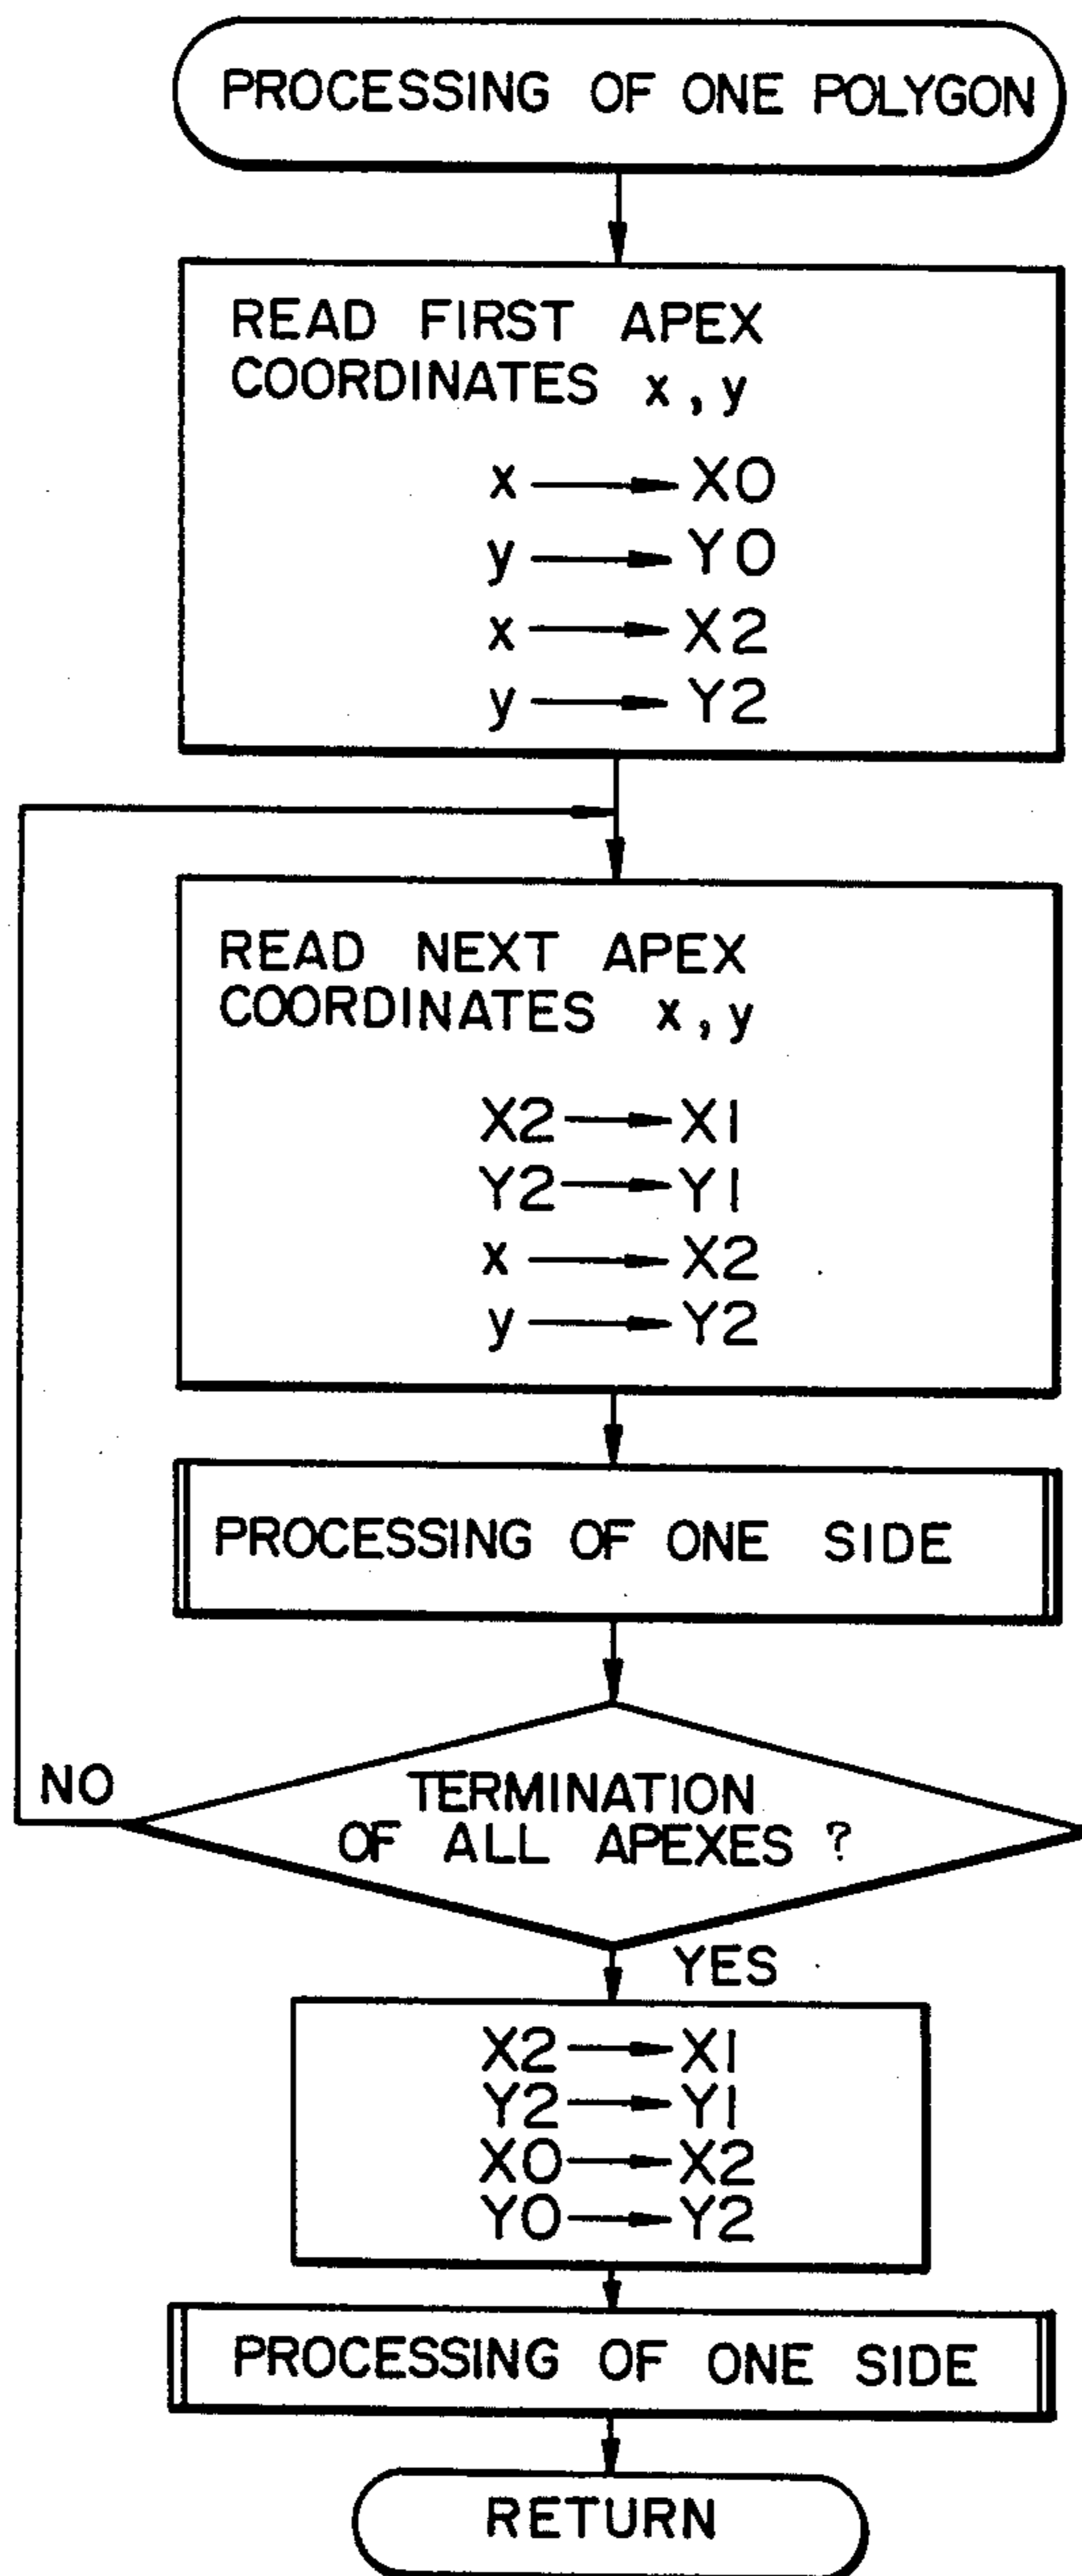 PROCESSING OF ONE POLYGON
READ FIRST APEX
COORDINATES x, y
x → X0
y → Y0
x → X2
y → Y2
READ NEXT APEX
COORDINATES x, y
X2 → X1
Y2 → Y1
x → X2
y → Y2
PROCESSING OF ONE SIDE
NO
TERMINATION
OF ALL APEXES ?
YES
X2 → X1
Y2 → Y1
X0 → X2
Y0 → Y2
PROCESSING OF ONE SIDE
RETURN